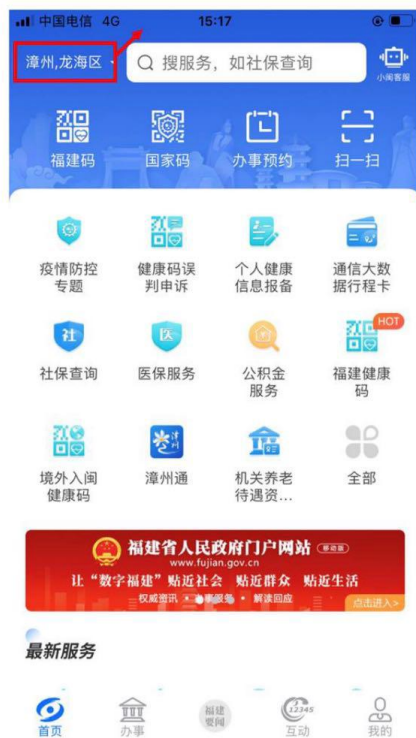 中国电信 4G 15:17
漳州,龙海区 搜服务，如社保查询 小闽客服
福建码 国家码 办事预约 扫一扫
疫情防控专题 健康码误判申诉 个人健康信息报备 通信大数据行程卡
HOT
社保查询 医保服务 公积金服务 福建健康码
境外入闽健康码 漳州通 机关养老待遇资... 全部
福建省人民政府门户网站 移动版
www.fujian.gov.cn
让“数字福建”贴近社会 贴近群众 贴近生活
权威资讯 • 办事服务 • 解读回应 点击进入>
最新服务
福建要闻 12345
首页 办事 互动 我的